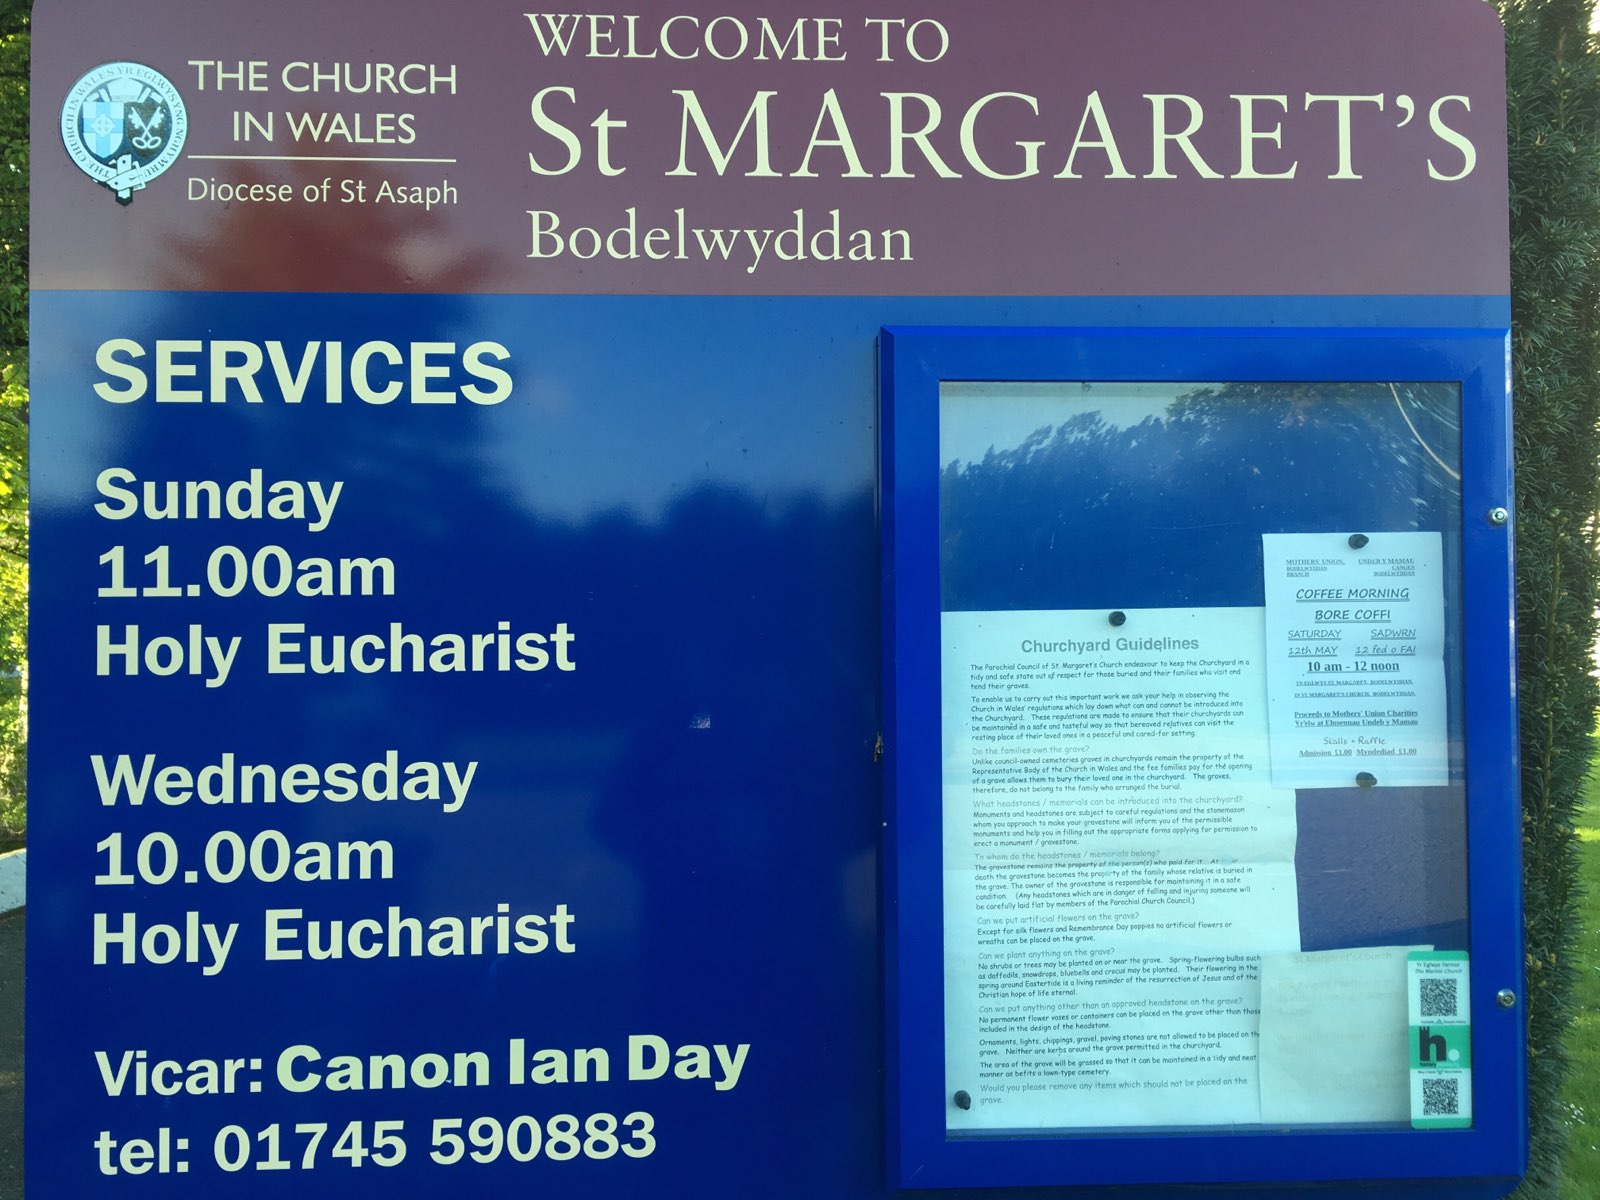 THE CHURCH
IN WALES
Diocese of St Asaph
WELCOME TO
St MARGARET'S
Bodelwyddan
SERVICES
Sunday
11.00am
Holy Eucharist
Wednesday
10.00am
Holy Eucharist
Vicar: Canon Ian Day
tel: 01745 590883
Churchyard Guidelines
The Parochial Council of St. Margaret's Church endeavour to keep the Churchyard in a
tidy and safe state out of respect for those buried and their families who visit and
tend their graves.
To enable us to carry out this important work we ask your help in observing the
Church in Wales' regulations which lay down what can and cannot be introduced into
the Churchyard. These regulations are made to ensure that their churchyards can
be maintained in a safe and tasteful way so that bereaved relatives can visit the
resting place of their loved ones in a peaceful and cared-for setting.
Do the families own the grave?
Unlike council-owned cemeteries graves in churchyards remain the property of the
Representative Body of the Church in Wales and the fee families pay for the opening
of a grave allows them to bury their loved one in the churchyard. The graves,
therefore, do not belong to the family who arranged the burial.
What headstones / memorials can be introduced into the churchyard?
Monuments and headstones are subject to careful regulations and the stonemason
whom you approach to make your gravestone will inform you of the permissible
monuments and help you in filling out the appropriate forms applying for permission to
erect a monument / gravestone.
To whom do the headstones / memorials belong?
The gravestone remains the property of the person(s) who paid for it. At
death the gravestone becomes the property of the family whose relative is buried in
the grave. The owner of the gravestone is responsible for maintaining it in a safe
condition. (Any headstones which are in danger of falling and injuring someone will
be carefully laid flat by members of the Parochial Church Council.)
Can we put artificial flowers on the grave?
Except for silk flowers and Remembrance Day poppies no artificial flowers or
wreaths can be placed on the grave.
Can we plant anything on the grave?
No shrubs or trees may be planted on or near the grave. Spring-flowering bulbs such
as daffodils, snowdrops, bluebells and crocus may be planted. Their flowering in the
spring around Eastertide is a living reminder of the resurrection of Jesus and of the
Christian hope of life eternal.
Can we put anything other than an approved headstone on the grave?
No permanent flower vases or containers can be placed on the grave other than those
included in the design of the headstone.
Ornaments, lights, chippings, gravel, paving stones are not allowed to be placed on the
grave. Neither are kerbs around the grave permitted in the churchyard.
The area of the grave will be grassed so that it can be maintained in a tidy and neat
manner as befits a lawn-type cemetery.
Would you please remove any items which should not be placed on the
grave.
MOTHERS' UNION, UNDEB Y MAMAU
BODELWYDDAN CANGEN
BRANCH BODELWYDDAN
COFFEE MORNING
BORE COFFI
SATURDAY SADWRN
12th MAY 12 fed o FAI
10 am - 12 noon
YN EGLWYS ST. MARGARET, BODELWYDDAN.
IN ST. MARGARET'S CHURCH, BODELWYDDAN.
Proceeds to Mothers' Union Charities
Yr'elw at Elusennau Undeb y Mamau
Stalls + Raffle
Admission £1.00 Mynediad £1.00
St Margaret's Church
The Marble Church
h.